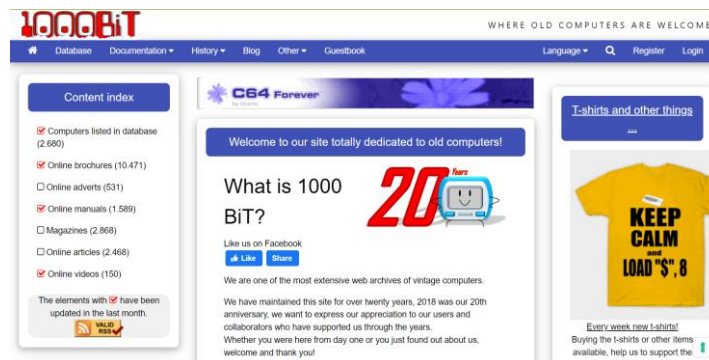 1000BiT
WHERE OLD COMPUTERS ARE WELCOME
Database Documentation History Blog Other Guestbook Language Register Login
Content index
Computers listed in database
(2.680)
Online brochures (10.471)
Online adverts (531)
Online manuals (1.589)
Magazines (2.868)
Online articles (2.468)
Online videos (150)
The elements with have been
updated in the last month.
VALID
RSS
C64 Forever
by Cloanto
Welcome to our site totally dedicated to old computers!
What is 1000
BiT?
20 Years
Like us on Facebook
Like Share
We are one of the most extensive web archives of vintage computers.
We have maintained this site for over twenty years, 2018 was our 20th
anniversary, we want to express our appreciation to our users and
collaborators who have supported us through the years.
Whether you were here from day one or you just found out about us,
welcome and thank you!
T-shirts and other things
...
KEEP
CALM
and
LOAD "$",8
Every week new t-shirts!
Buying the t-shirts or other items
available, help us to support the